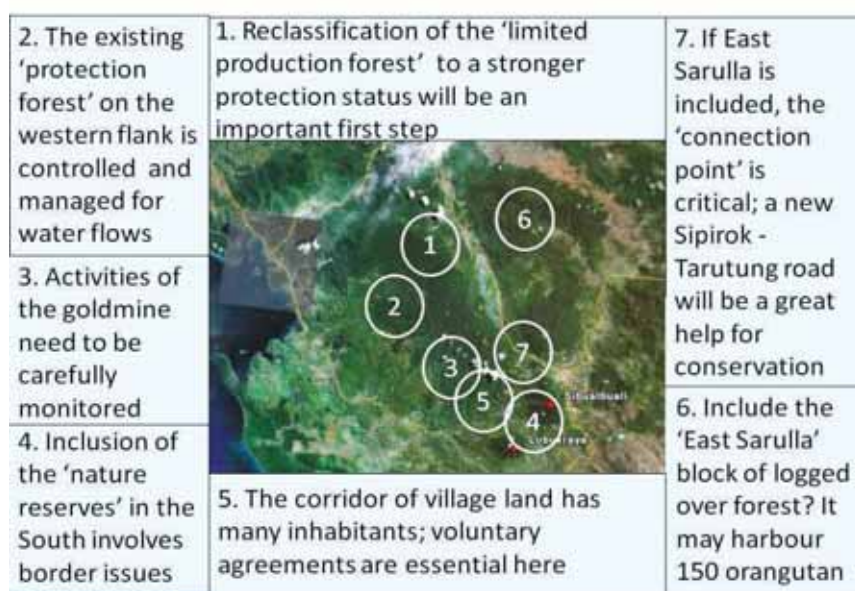 2. The existing
'protection
forest' on the
western flank is
controlled and
managed for
water flows
1. Reclassification of the 'limited
production forest' to a stronger
protection status will be an
important first step
7. If East
Sarulla is
included, the
'connection
point' is
critical; a new
Sipirok -
Tarutung road
will be a great
help for
conservation
3. Activities of
the goldmine
need to be
carefully
monitored
4. Inclusion of
the 'nature
reserves' in the
South involves
border issues
6
1
2
7
3
5
Sibualbuali
4
Lubukraya
5. The corridor of village land has
many inhabitants; voluntary
agreements are essential here
6. Include the
'East Sarulla'
block of logged
over forest? It
may harbour
150 orangutan